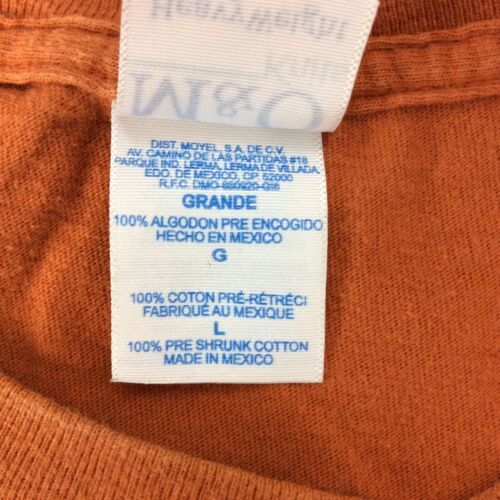 HeavyWeight
Knits
M&O
DIST. MOYEL, S.A. DE C.V.
AV. CAMINO DE LAS PARTIDAS #18
PARQUE IND. LERMA, LERMA DE VILLADA,
EDO. DE MEXICO, CP. 52000
R.F.C.
GRANDE
100% ALGODON PRE ENCOGIDO
HECHO EN MEXICO
G
100% COTON PRÉ-RÉTRÉCI
FABRIQUÉ AU MEXIQUE
L
100% PRE SHRUNK COTTON
MADE IN MEXICO